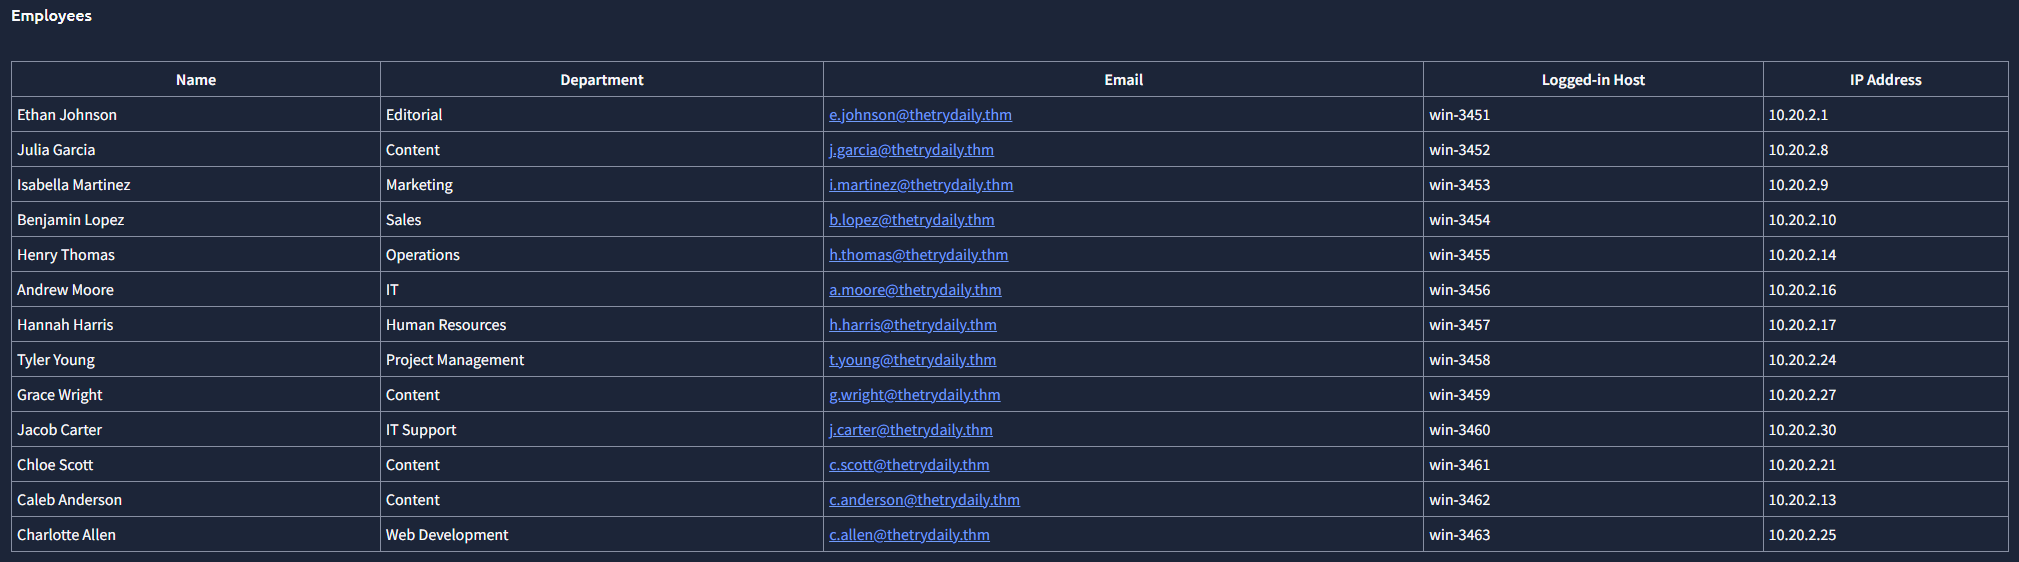 Employees
Name Department Email Logged-in Host IP Address
Ethan Johnson Editorial e.johnson@thetrydaily.thm win-3451 10.20.2.1
Julia Garcia Content j.garcia@thetrydaily.thm win-3452 10.20.2.8
Isabella Martinez Marketing i.martinez@thetrydaily.thm win-3453 10.20.2.9
Benjamin Lopez Sales b.lopez@thetrydaily.thm win-3454 10.20.2.10
Henry Thomas Operations h.thomas@thetrydaily.thm win-3455 10.20.2.14
Andrew Moore IT a.moore@thetrydaily.thm win-3456 10.20.2.16
Hannah Harris Human Resources h.harris@thetrydaily.thm win-3457 10.20.2.17
Tyler Young Project Management t.young@thetrydaily.thm win-3458 10.20.2.24
Grace Wright Content g.wright@thetrydaily.thm win-3459 10.20.2.27
Jacob Carter IT Support j.carter@thetrydaily.thm win-3460 10.20.2.30
Chloe Scott Content c.scott@thetrydaily.thm win-3461 10.20.2.21
Caleb Anderson Content c.anderson@thetrydaily.thm win-3462 10.20.2.13
Charlotte Allen Web Development c.allen@thetrydaily.thm win-3463 10.20.2.25